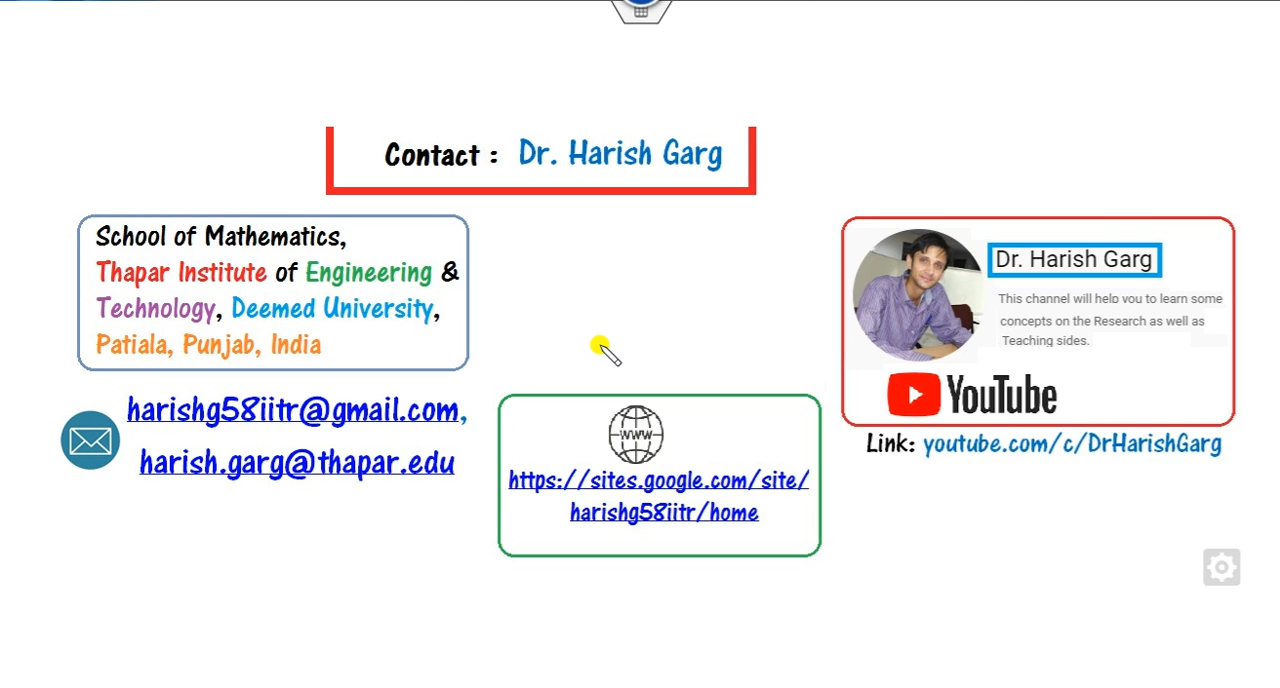 Contact : Dr. Harish Garg
School of Mathematics,
Thapar Institute of Engineering &
Technology, Deemed University,
Patiala, Punjab, India
harishg58iitr@gmail.com,
harish.garg@thapar.edu
WWW
https://sites.google.com/site/
harishg58iitr/home
Dr. Harish Garg
This channel will help you to learn some
concepts on the Research as well as
Teaching sides.
YouTube
Link: youtube.com/c/DrHarishGarg